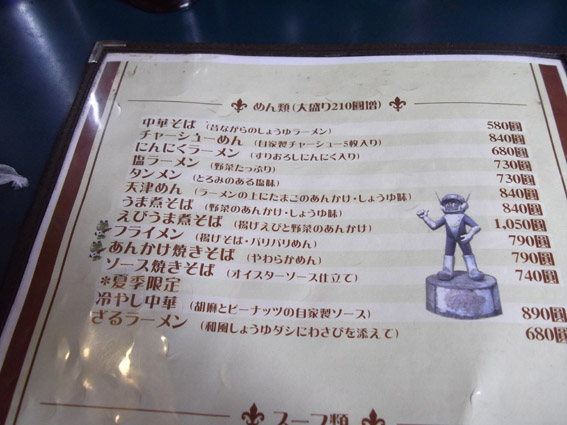 めん類(大盛り210圓増)
中華そば (昔ながらのしょうゆラーメン) 580圓
チャーシューめん (自家製チャーシュー5枚入り) 840圓
にんにくラーメン (すりおろしにんにく入り) 680圓
塩ラーメン (野菜たっぷり) 730圓
タンメン (とろみのある塩味) 730圓
天津めん (ラーメンの上にたまごのあんかけ・しょうゆ味) 840圓
うま煮そば (野菜のあんかけ・しょうゆ味) 840圓
えびうま煮そば (揚げえびと野菜のあんかけ) 1,050圓
フライメン (揚げそば・パリパリめん) 790圓
あんかけ焼きそば (やわらかめん) 790圓
ソース焼きそば (オイスターソース仕立て) 740圓
*夏季限定
冷やし中華 (胡麻とピーナッツの自家製ソース) 890圓
ざるラーメン (和風しょうゆダシにわさびを添えて) 680圓
スープ類